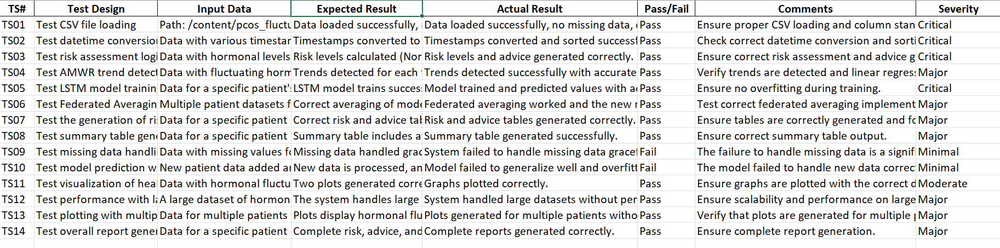 TS# Test Design Input Data Expected Result Actual Result Pass/Fail Comments Severity
TS01 Test CSV file loading Path: /content/pcos_fluctu Data loaded successfully, Data loaded successfully, no missing data, Pass Ensure proper CSV loading and column stan Critical
TS02 Test datetime conversio Data with various timestar Timestamps converted to Timestamps converted and sorted success Pass Check correct datetime conversion and sorti Critical
TS03 Test risk assessment logi Data with hormonal levels Risk levels calculated (Nor Risk levels and advice generated correctly. Pass Ensure correct risk assessment and advice g Critical
TS04 Test AMWR trend detect Data with fluctuating horm Trends detected for each Trends detected successfully with accurate Pass Verify trends are detected and linear regres Major
TS05 Test LSTM model trainin Data for a specific patient's LSTM model trains succes Model trained and predicted values with a Pass Ensure no overfitting during training. Critical
TS06 Test Federated Averagin Multiple patient datasets f Correct averaging of mode Federated averaging worked and the new Pass Test correct federated averaging implement Major
TS07 Test the generation of ri Data for a specific patient Correct risk and advice tal Risk and advice tables generated correctly. Pass Ensure tables are correctly generated and fo Major
TS08 Test summary table gen Data for a specific patient Summary table includes a Summary table generated successfully. Pass Ensure correct summary table output. Major
TS09 Test missing data handli Data with missing values fo Missing data handled grac System failed to handle missing data gracef Fail The failure to handle missing data is a signif Minimal
TS10 Test model prediction w New patient data added a New data is processed, an Model failed to generalize well and overfitt Fail The model failed to handle new data correc Minimal
TS11 Test visualization of hea Data with hormonal fluctu Two plots generated corre Graphs plotted correctly. Pass Ensure graphs are plotted with the correct d Moderate
TS12 Test performance with la A large dataset of hormon The system handles large System handled large datasets without per Pass Ensure scalability and performance on large Major
TS13 Test plotting with multip Data for multiple patients Plots display hormonal flu Plots generated for multiple patients witho Pass Verify that plots are generated for multiple Major
TS14 Test overall report gener Data for a specific patient Complete risk, advice, and Complete reports generated correctly. Pass Ensure complete report generation. Major